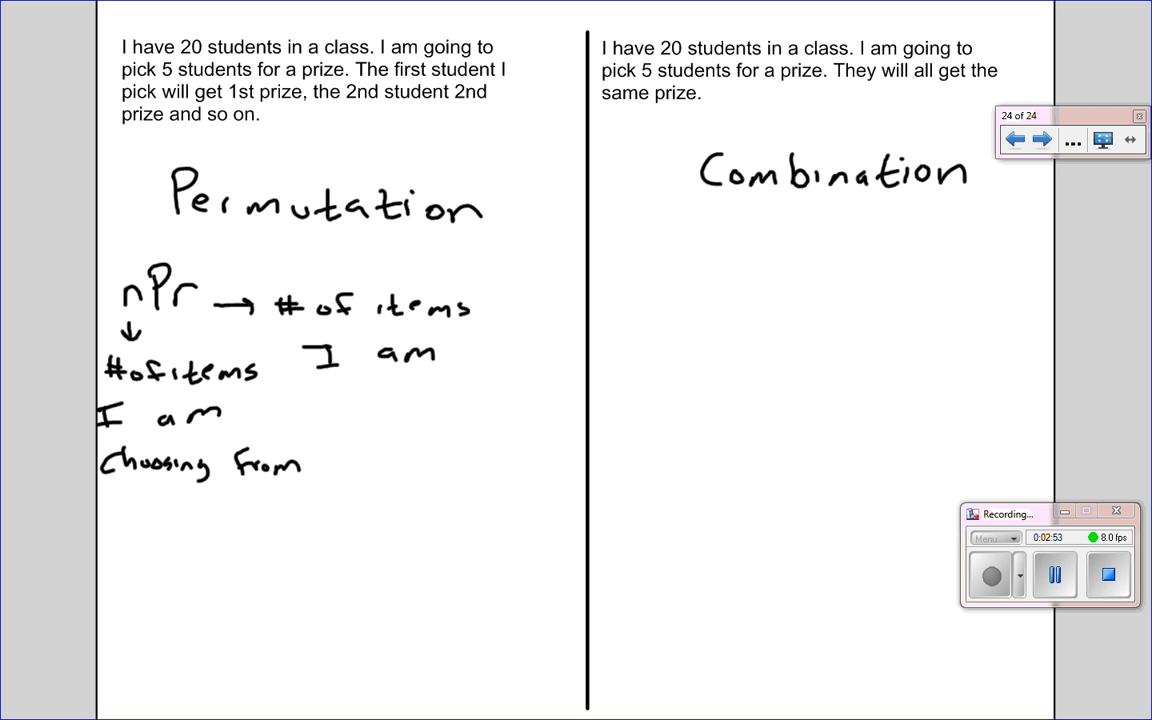 I have 20 students in a class. I am going to
pick 5 students for a prize. The first student I
pick will get 1st prize, the 2nd student 2nd
prize and so on.
Permutation
nPr → # of items
I am
↓
# of items
I am
choosing from
I have 20 students in a class. I am going to
pick 5 students for a prize. They will all get the
same prize.
Combination
24 of 24
...
Recording...
Menu
0:02:53
8.0 fps